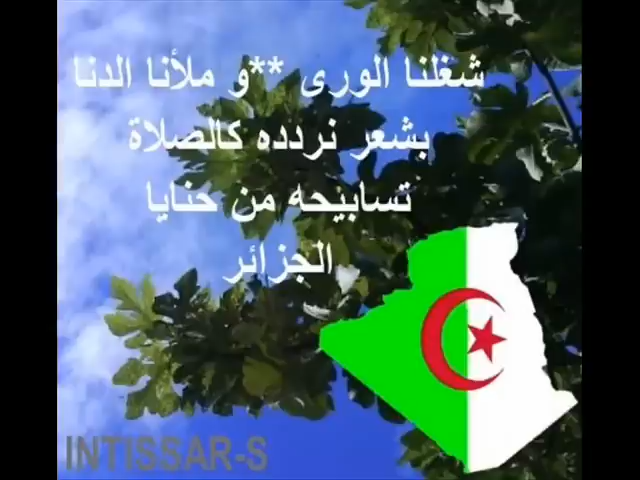 شغلنا الورى **و ملأنا الدنا
بشعر نردده كالصلاة
تسابيحه من حنايا
الجزائر
INTISSAR-S